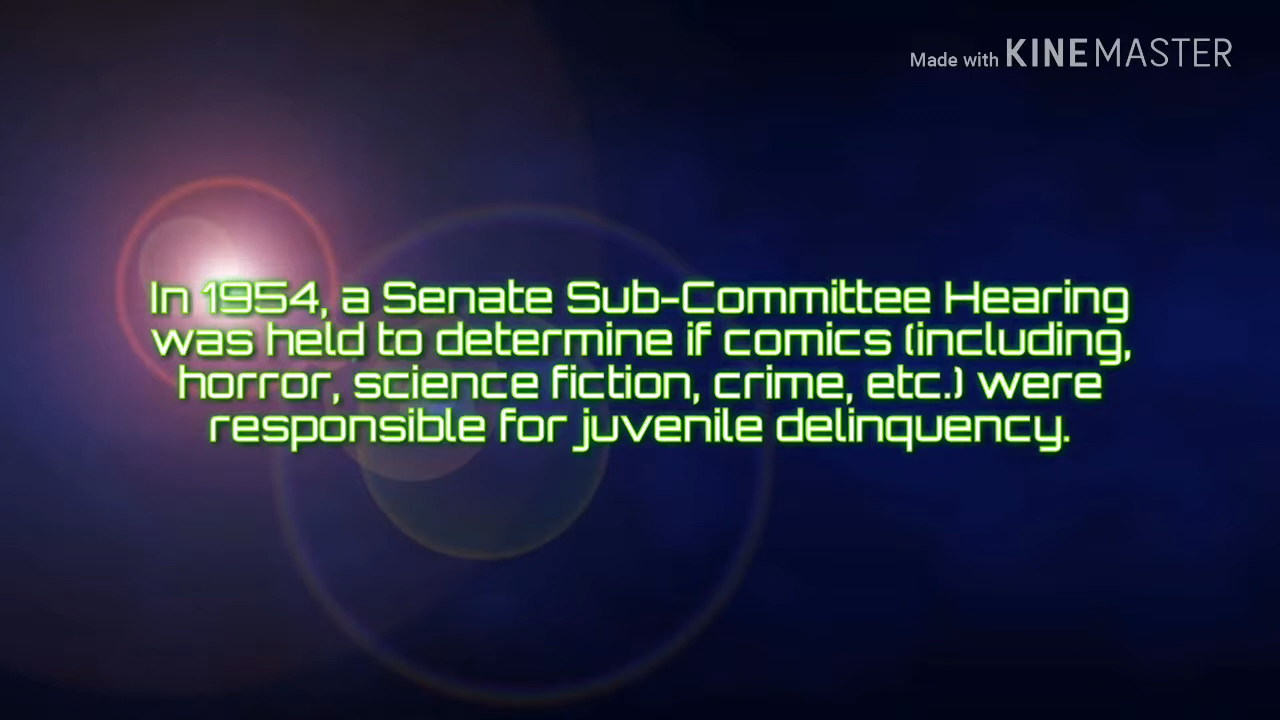 Made with KINEMASTER
In 1954, a Senate Sub-Committee Hearing
was held to determine if comics (including,
horror, science fiction, crime, etc.) were
responsible for juvenile delinquency.